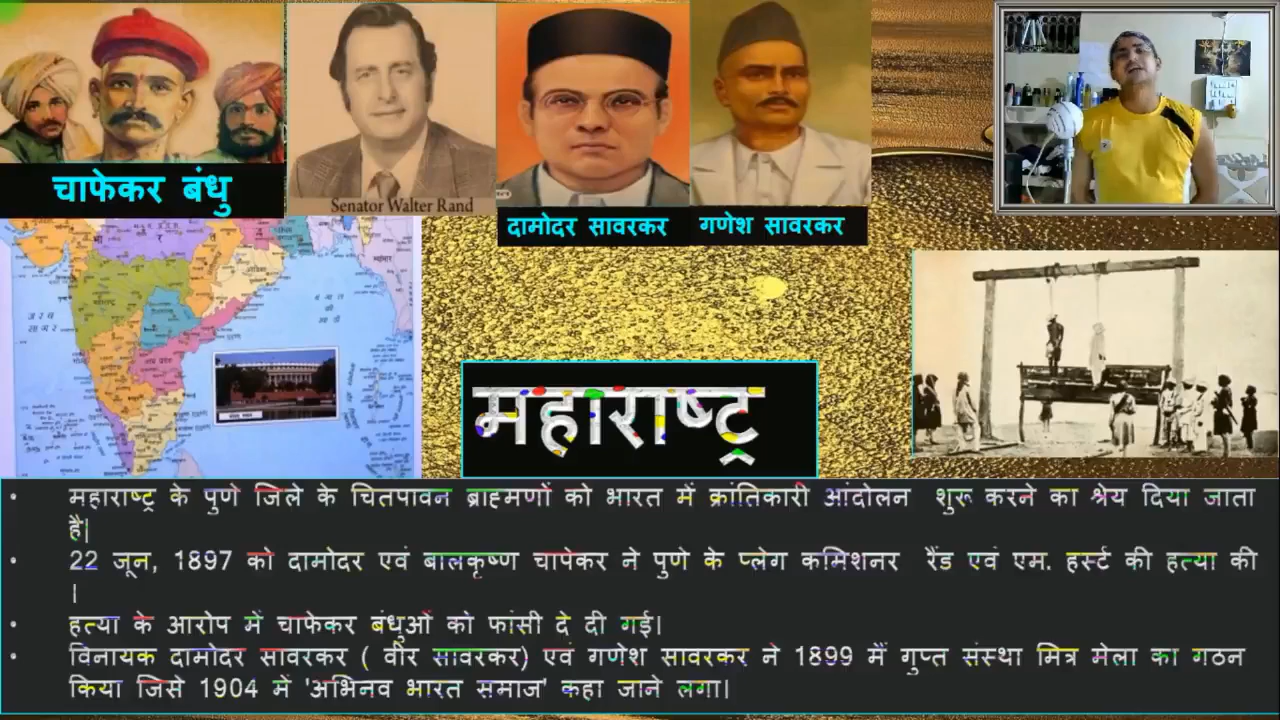 चाफेकर बंधु
Senator Walter Rand
दामोदर सावरकर
गणेश सावरकर
महाराष्ट्र
महाराष्ट्र के पुणे जिले के चितपावन ब्राह्मणों को भारत में क्रांतिकारी आंदोलन शुरू करने का श्रेय दिया जाता
है|
22 जून, 1897 को दामोदर एवं बालकृष्ण चापेकर ने पुणे के प्लेग कमिशनर रैंड एवं एम. हर्स्ट की हत्या की
|
हत्या के आरोप में चाफेकर बंधुओं को फांसी दे दी गई|
विनायक दामोदर सावरकर ( वीर सावरकर) एवं गणेश सावरकर ने 1899 में गुप्त संस्था मित्र मेला का गठन
किया जिसे 1904 में 'अभिनव भारत समाज' कहा जाने लगा|